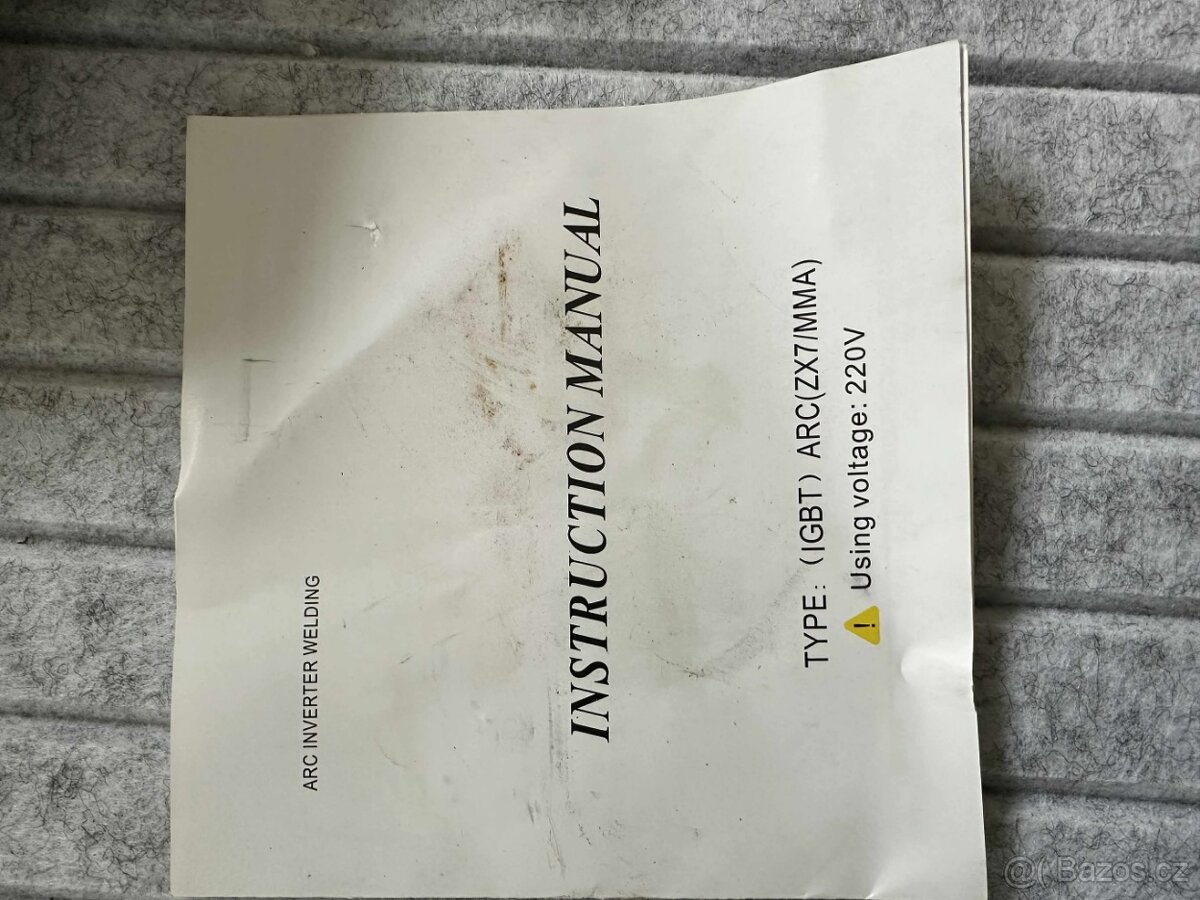 ARC INVERTER WELDING
INSTRUCTION MANUAL
TYPE: (IGBT) ARC(ZX7/MMA)
Using voltage: 220V
@( Bazos.cz